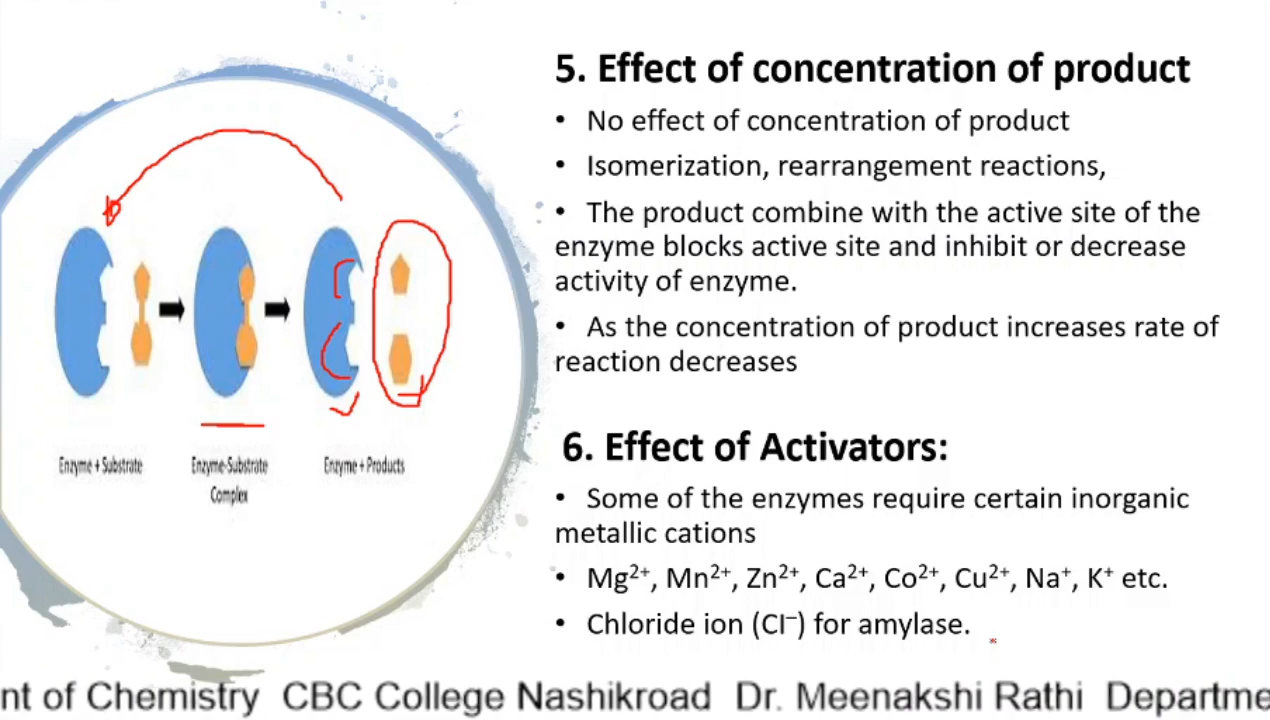 5. Effect of concentration of product
• No effect of concentration of product
• Isomerization, rearrangement reactions,
• The product combine with the active site of the
enzyme blocks active site and inhibit or decrease
activity of enzyme.
• As the concentration of product increases rate of
reaction decreases
6. Effect of Activators:
• Some of the enzymes require certain inorganic
metallic cations
• Mg²⁺, Mn²⁺, Zn²⁺, Ca²⁺, Co²⁺, Cu²⁺, Na⁺, K⁺ etc.
• Chloride ion (Cl⁻) for amylase.
Enzyme + Substrate
Enzyme-Substrate
Complex
Enzyme + Products
nt of Chemistry CBC College Nashikroad Dr. Meenakshi Rathi Departme